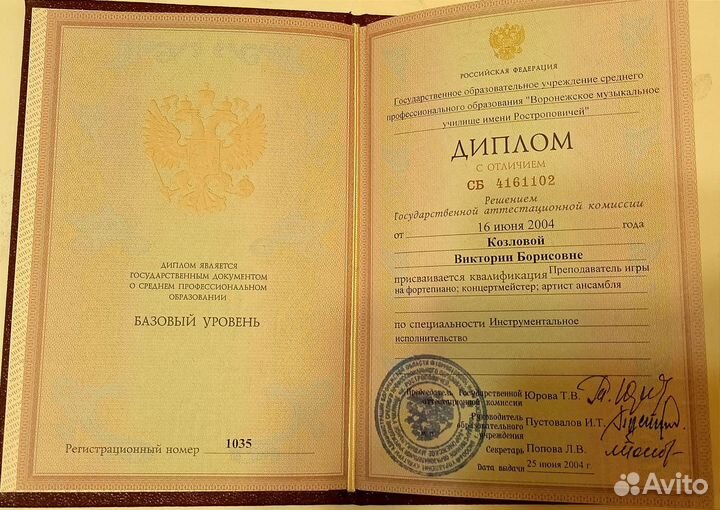 ДИПЛОМ ЯВЛЯЕТСЯ
ГОСУДАРСТВЕННЫМ ДОКУМЕНТОМ
О СРЕДНЕМ ПРОФЕССИОНАЛЬНОМ
ОБРАЗОВАНИИ
БАЗОВЫЙ УРОВЕНЬ
Регистрационный номер 1035
РОССИЙСКАЯ ФЕДЕРАЦИЯ
Государственное образовательное учреждение среднего
профессионального образования "Воронежское музыкальное
училище имени Ростроповичей"
ДИПЛОМ
С ОТЛИЧИЕМ
СБ 4161102
Решением
Государственной аттестационной комиссии
от 16 июня 2004 года
Козловой
Виктории Борисовне
присваивается квалификация Преподаватель игры
на фортепиано; концертмейстер; артист ансамбля
по специальности Инструментальное
исполнительство
Председатель Государственной
аттестационной комиссии Юрова Т.В.
Руководитель
образовательного
учреждения Пустовалов И.Т.
Секретарь Попова Л.В.
Дата выдачи 25 июня 2004 г.
Avito